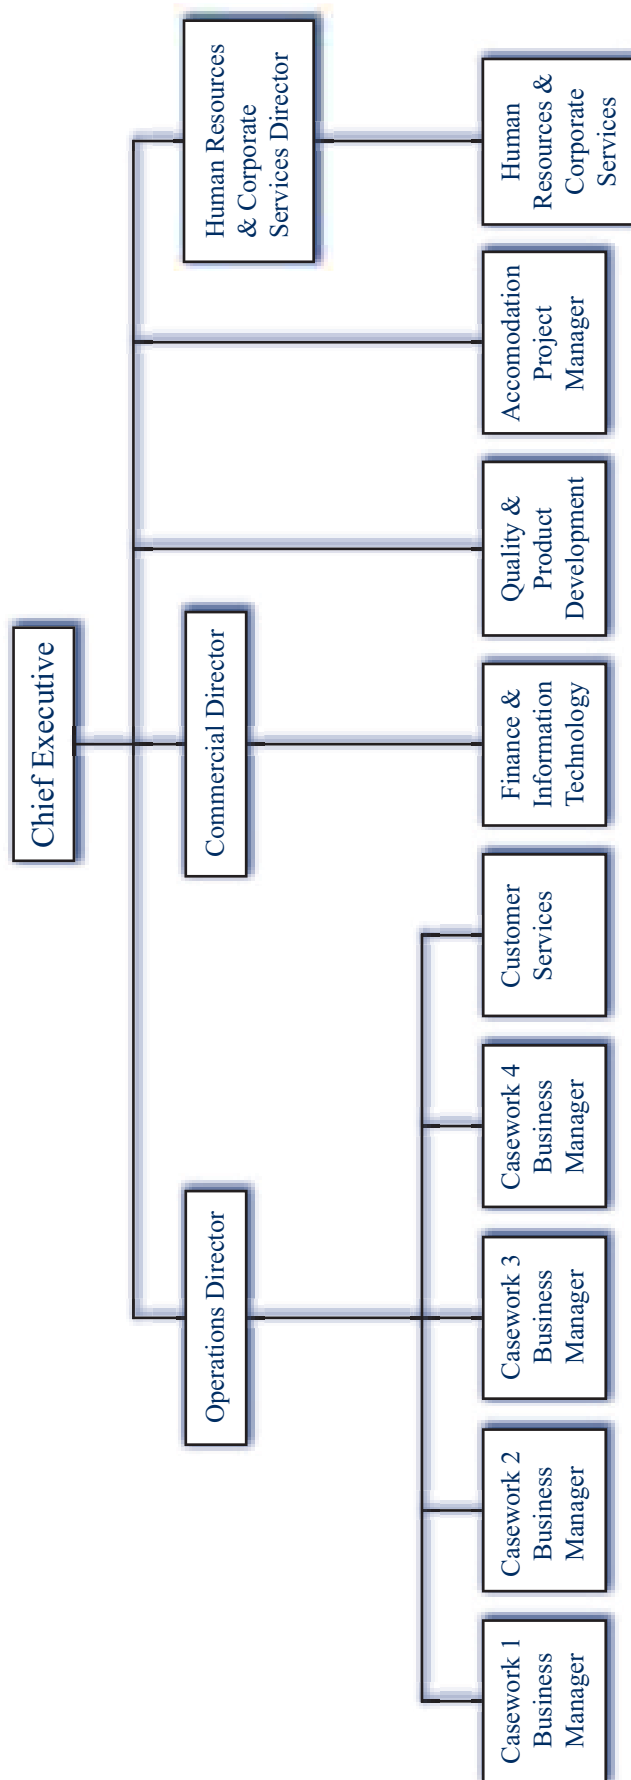 Chief Executive
Operations Director
Commercial Director
Human Resources
& Corporate
Services Director
Casework 1
Business
Manager
Casework 2
Business
Manager
Casework 3
Business
Manager
Casework 4
Business
Manager
Customer
Services
Finance &
Information
Technology
Quality &
Product
Development
Accomodation
Project
Manager
Human
Resources &
Corporate
Services